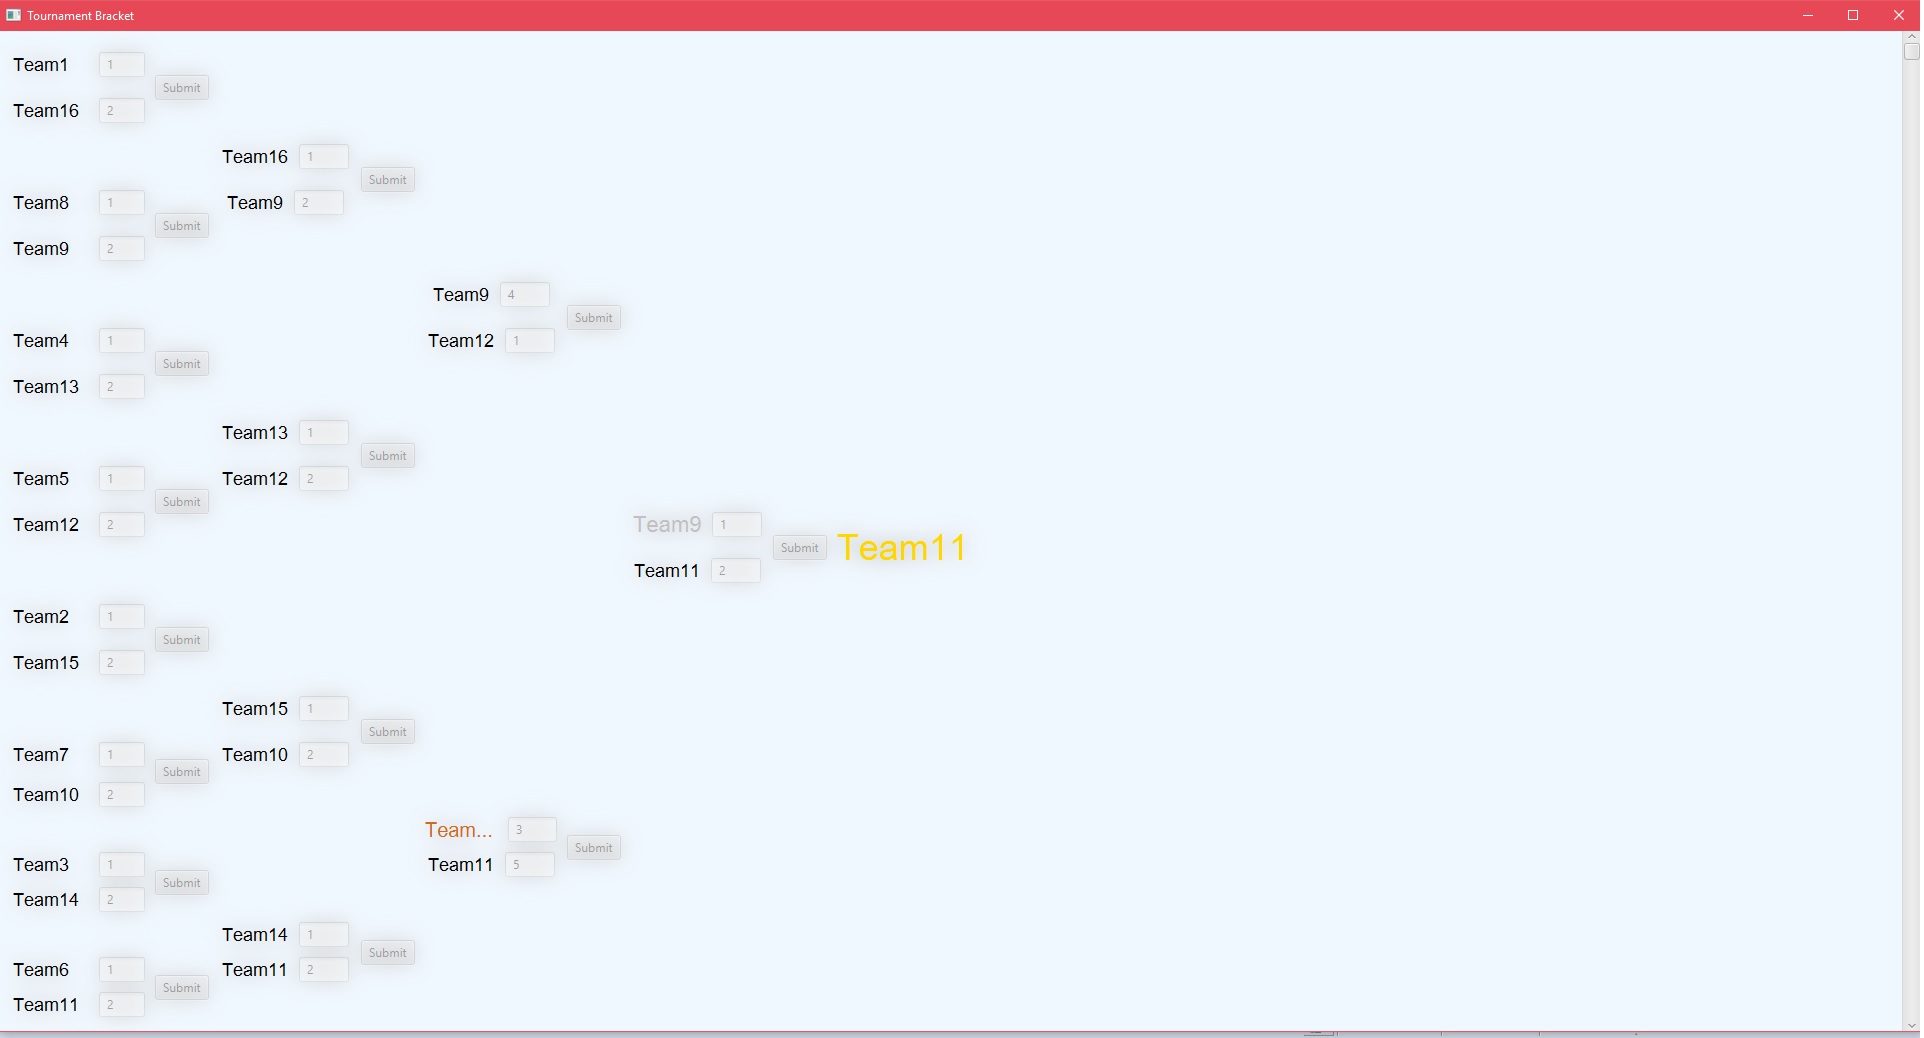 Tournament Bracket
Team1 1
Submit
Team16 2
Team16 1
Submit
Team8 1
Team9 2
Submit
Team9 2
Team9 4
Submit
Team4 1
Team12 1
Submit
Team13 2
Team13 1
Submit
Team5 1
Team12 2
Submit
Team12 2
Team9 1
Submit
Team11
Team11 2
Team2 1
Submit
Team15 2
Team15 1
Submit
Team7 1
Team10 2
Submit
Team10 2
Team... 3
Submit
Team3 1
Team11 5
Submit
Team14 2
Team14 1
Submit
Team6 1
Team11 2
Submit
Team11 2